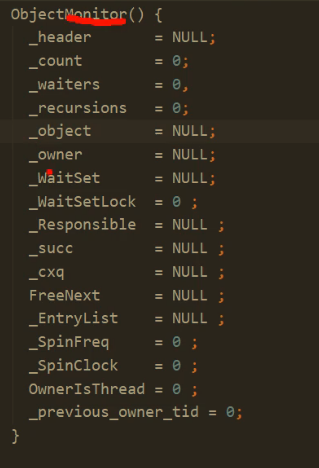 ObjectMonitor() {
_header = NULL;
_count = 0;
_waiters = 0,
_recursions = 0;
_object = NULL;
_owner = NULL;
_WaitSet = NULL;
_WaitSetLock = 0 ;
_Responsible = NULL ;
_succ = NULL ;
_cxq = NULL ;
FreeNext = NULL ;
_EntryList = NULL ;
_SpinFreq = 0 ;
_SpinClock = 0 ;
OwnerIsThread = 0 ;
_previous_owner_tid = 0;
}